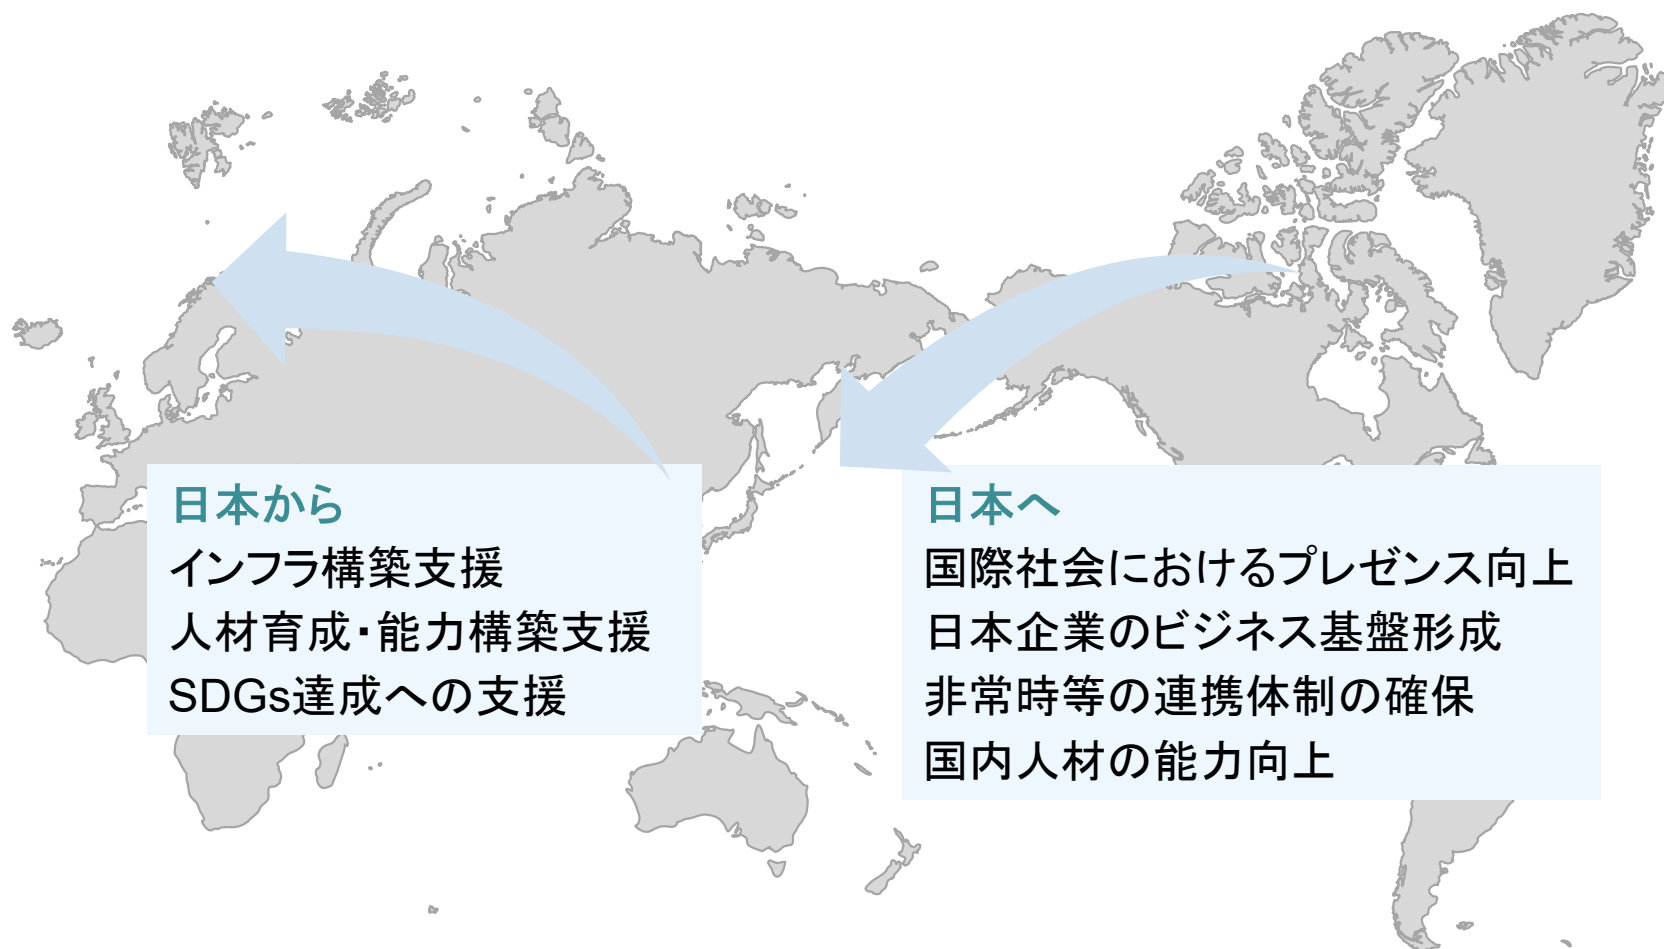 日本から
インフラ構築支援
人材育成・能力構築支援
SDGs達成への支援
日本へ
国際社会におけるプレゼンス向上
日本企業のビジネス基盤形成
非常時等の連携体制の確保
国内人材の能力向上